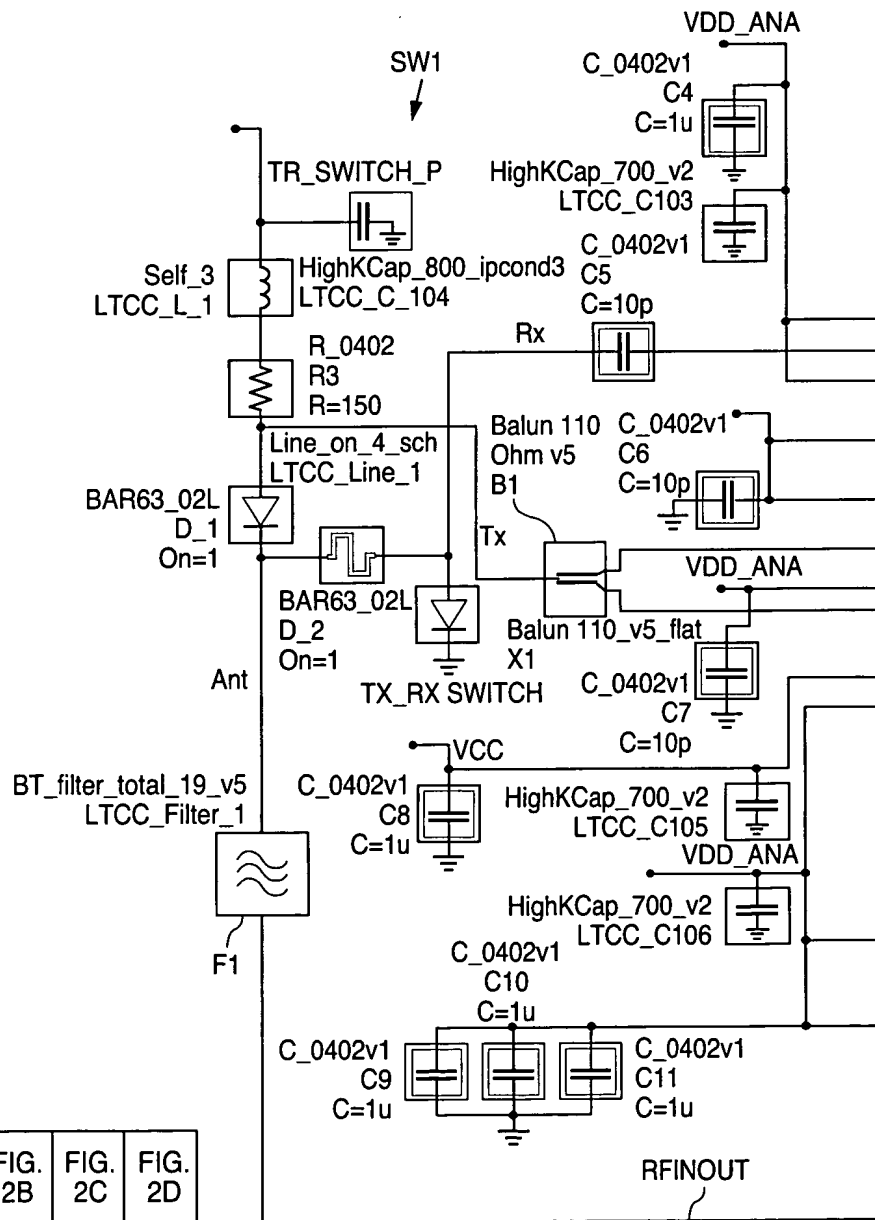 VDD_ANA
SW1
C_0402v1
C4
C=1u
TR_SWITCH_P
HighKCap_700_v2
LTCC_C103
C_0402v1
C5
C=10p
Self_3
LTCC_L_1
HighKCap_800_ipcond3
LTCC_C_104
Rx
R_0402
R3
R=150
Line_on_4_sch
LTCC_Line_1
Balun 110
Ohm v5
B1
C_0402v1
C6
C=10p
BAR63_02L
D_1
On=1
Tx
VDD_ANA
BAR63_02L
D_2
On=1
Balun 110_v5_flat
X1
TX_RX SWITCH
C_0402v1
C7
C=10p
Ant
VCC
BT_filter_total_19_v5
LTCC_Filter_1
C_0402v1
C8
C=1u
HighKCap_700_v2
LTCC_C105
VDD_ANA
HighKCap_700_v2
LTCC_C106
F1
C_0402v1
C10
C=1u
C_0402v1
C9
C=1u
C_0402v1
C11
C=1u
FIG.
2B
FIG.
2C
FIG.
2D
RFINOUT